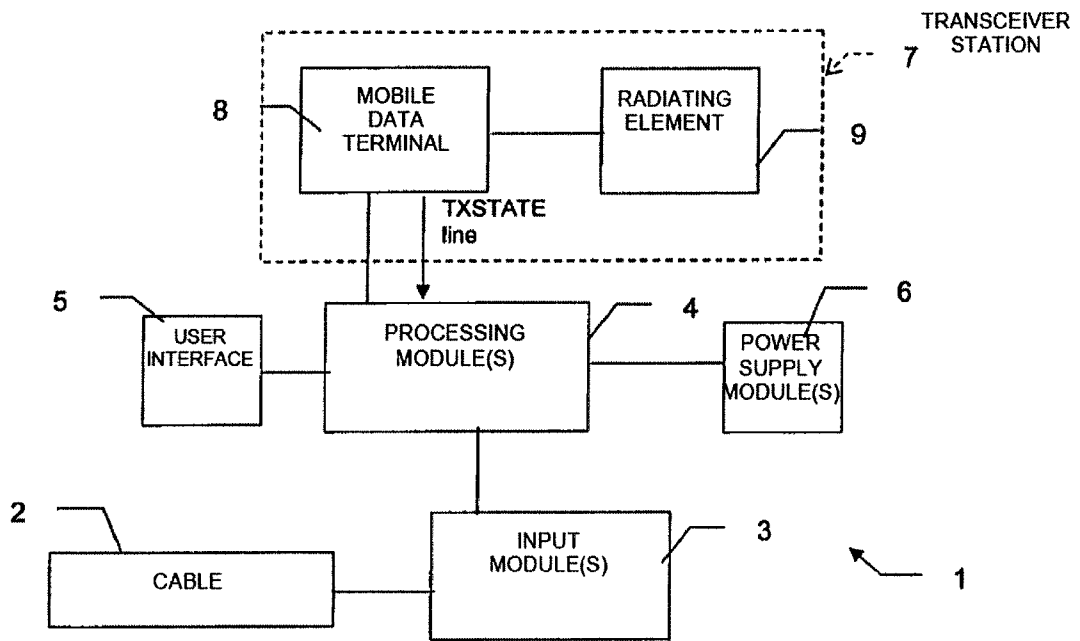 TRANSCEIVER
STATION
7
8
MOBILE
DATA
TERMINAL
RADIATING
ELEMENT
9
TXSTATE
line
5
USER
INTERFACE
PROCESSING
MODULE(S)
4
6
POWER
SUPPLY
MODULE(S)
2
CABLE
INPUT
MODULE(S)
3
1